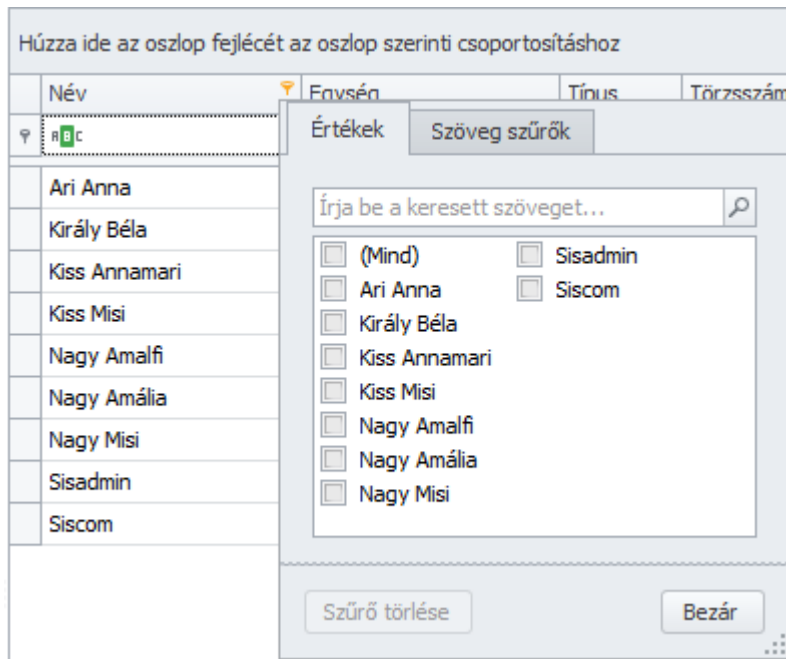 Húzza ide az oszlop fejlécét az oszlop szerinti csoportosításhoz
Név Egység Típus Törzsszám
ABC
Ari Anna
Király Béla
Kiss Annamari
Kiss Misi
Nagy Amalfi
Nagy Amália
Nagy Misi
Sisadmin
Siscom
Értékek Szöveg szűrők
Írja be a keresett szöveget...
(Mind) Sisadmin
Ari Anna Siscom
Király Béla
Kiss Annamari
Kiss Misi
Nagy Amalfi
Nagy Amália
Nagy Misi
Szűrő törlése Bezár